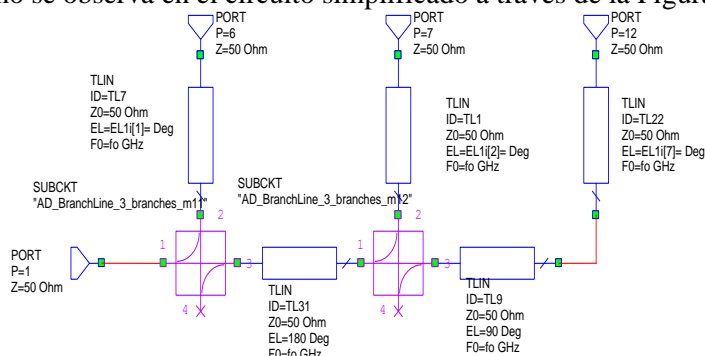 no se observa en el circuito simplificado a través de la Figura
PORT
P=6
Z=50 Ohm
PORT
P=7
Z=50 Ohm
PORT
P=12
Z=50 Ohm
TLIN
ID=TL7
Z0=50 Ohm
EL=EL1i[1]= Deg
F0=fo GHz
TLIN
ID=TL1
Z0=50 Ohm
EL=EL1i[2]= Deg
F0=fo GHz
TLIN
ID=TL22
Z0=50 Ohm
EL=EL1i[7]= Deg
F0=fo GHz
SUBCKT
"AD_BranchLine_3_branches_m11"
SUBCKT
"AD_BranchLine_3_branches_m12"
2
2
1
3
1
3
4
4
PORT
P=1
Z=50 Ohm
TLIN
ID=TL31
Z0=50 Ohm
EL=180 Deg
F0=fo GHz
TLIN
ID=TL9
Z0=50 Ohm
EL=90 Deg
F0=fo GHz